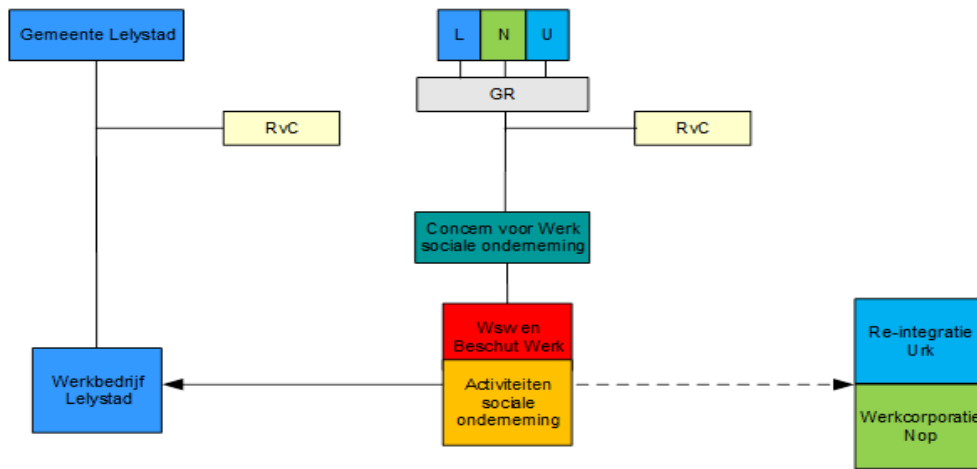 Gemeente Lelystad
L N U
GR
RvC
RvC
Concern voor Werk
sociale onderneming
Wsw en
Beschut Werk
Activiteiten
sociale
onderneming
Werkbedrijf
Lelystad
Re-integratie
Urk
Werkcorporatie
Nop